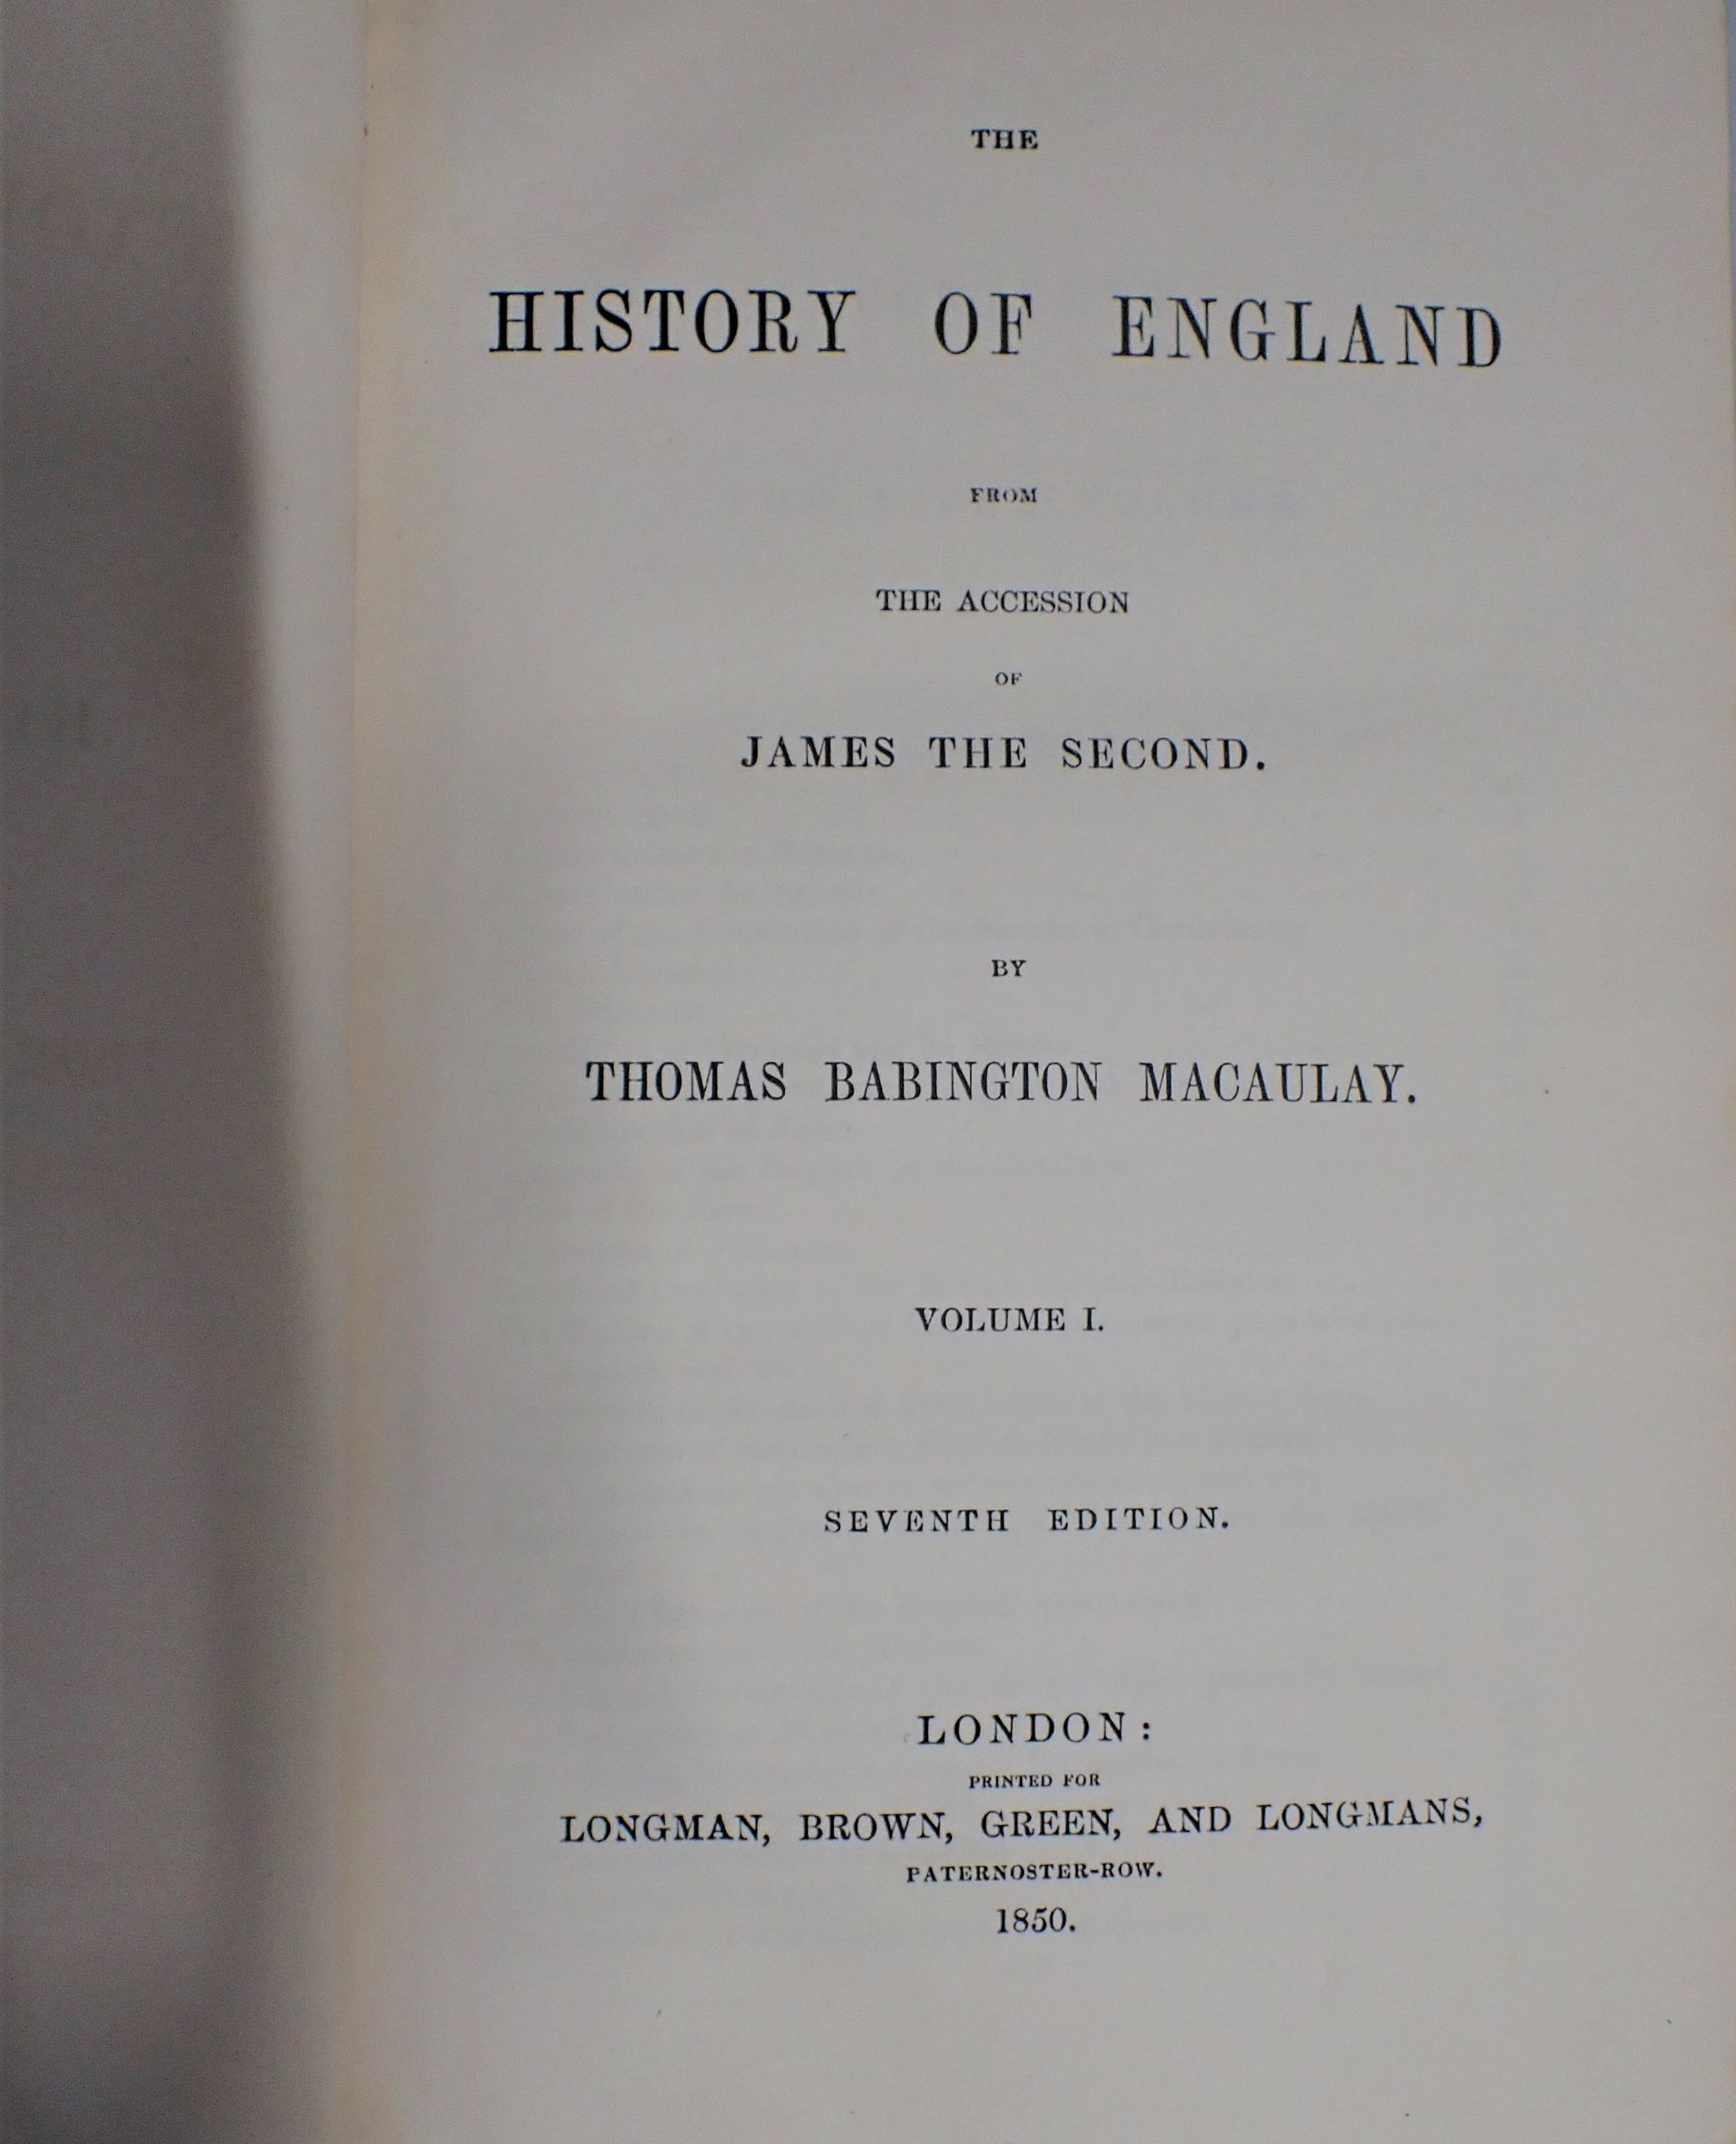 THE
HISTORY OF ENGLAND
FROM
THE ACCESSION
OF
JAMES THE SECOND.
BY
THOMAS BABINGTON MACAULAY.
VOLUME I.
SEVENTH EDITION.
LONDON:
PRINTED FOR
LONGMAN, BROWN, GREEN, AND LONGMANS,
PATERNOSTER-ROW.
1850.